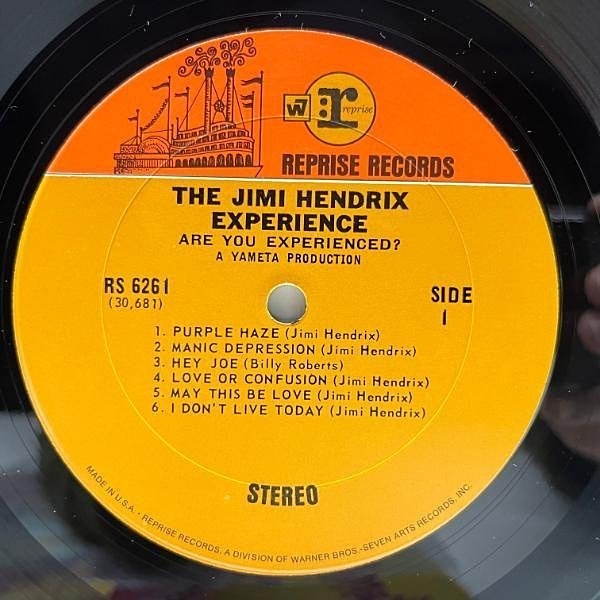 W7 r reprise
REPRISE RECORDS
THE JIMI HENDRIX
EXPERIENCE
ARE YOU EXPERIENCED?
A YAMETA PRODUCTION
RS 6261
(30,681)
SIDE
1
1. PURPLE HAZE (Jimi Hendrix)
2. MANIC DEPRESSION (Jimi Hendrix)
3. HEY JOE (Billy Roberts)
4. LOVE OR CONFUSION (Jimi Hendrix)
5. MAY THIS BE LOVE (Jimi Hendrix)
6. I DON'T LIVE TODAY (Jimi Hendrix)
STEREO
MADE IN U.S.A. - REPRISE RECORDS, A DIVISION OF WARNER BROS.-SEVEN ARTS RECORDS, INC.